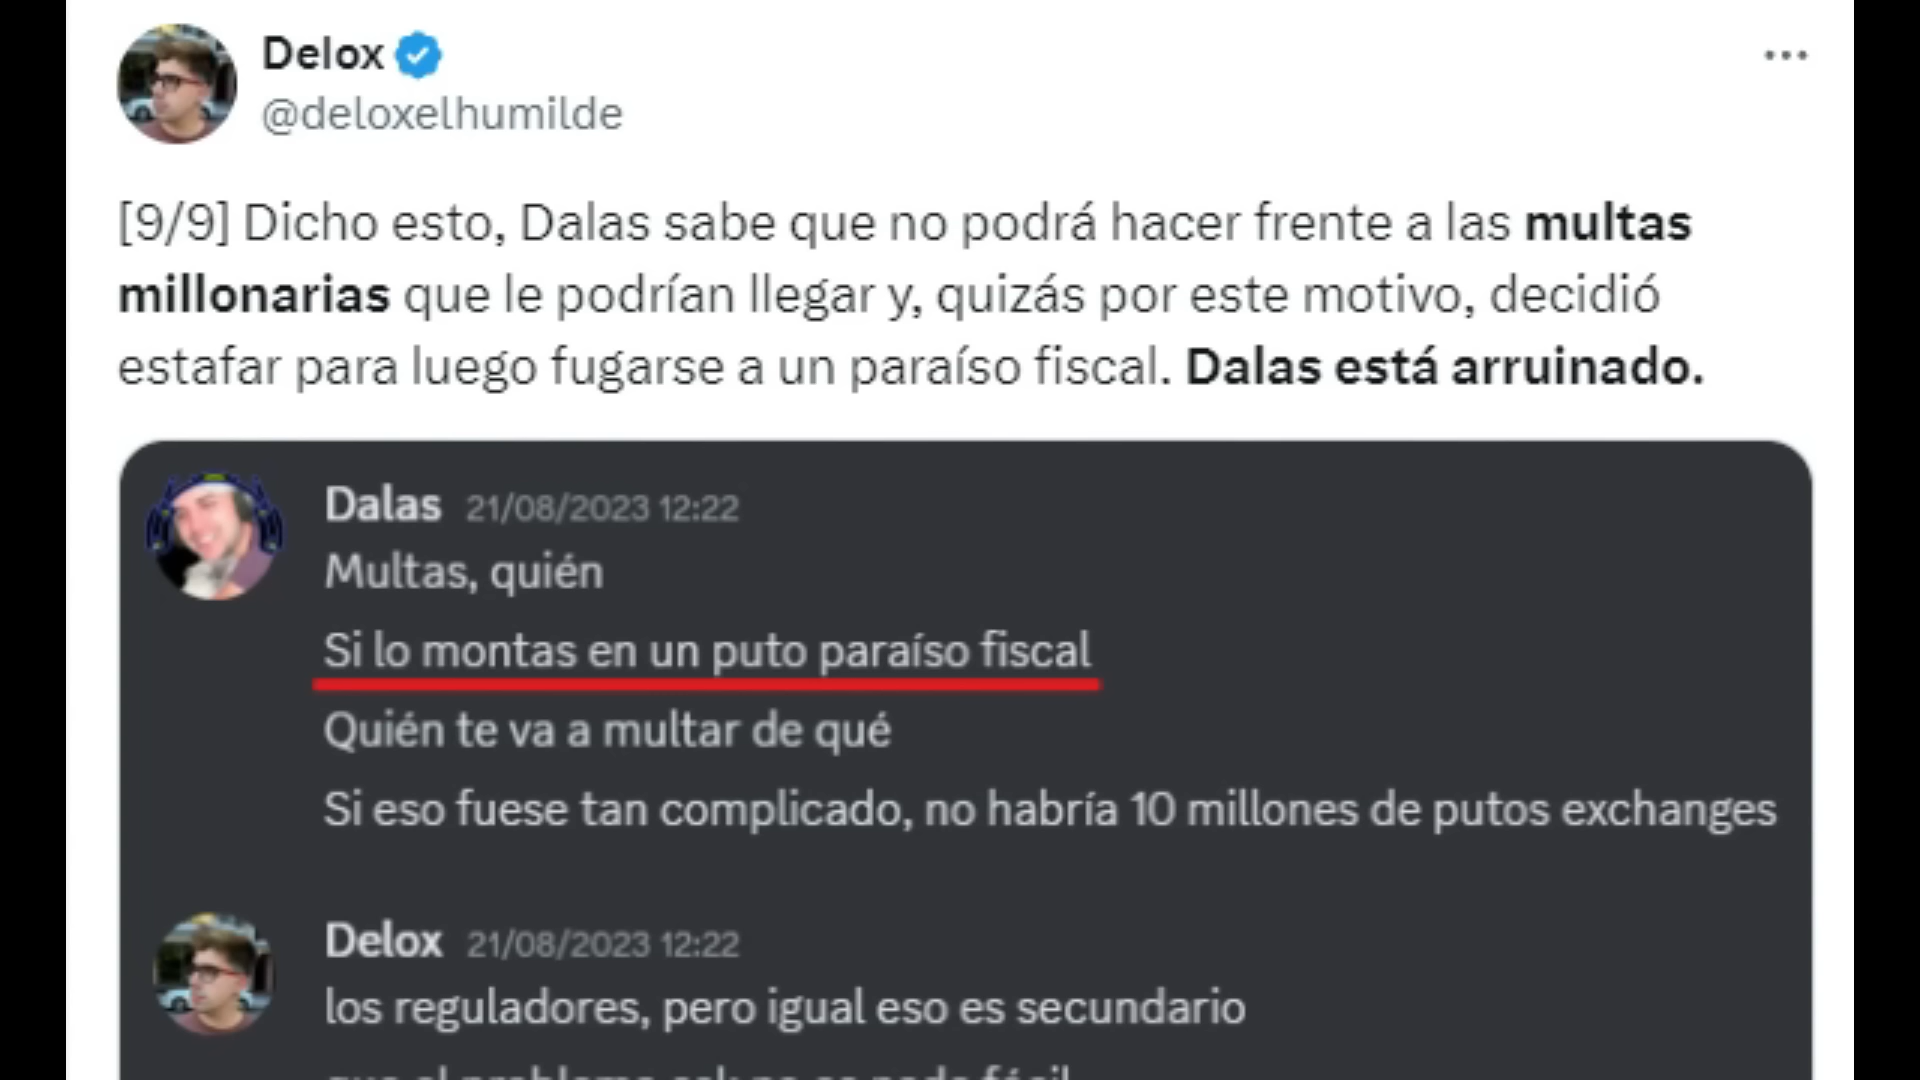 Delox
@deloxelhumilde
[9/9] Dicho esto, Dalas sabe que no podrá hacer frente a las multas
millonarias que le podrían llegar y, quizás por este motivo, decidió
estafar para luego fugarse a un paraíso fiscal. Dalas está arruinado.
Dalas 21/08/2023 12:22
Multas, quién
Si lo montas en un puto paraíso fiscal
Quién te va a multar de qué
Si eso fuese tan complicado, no habría 10 millones de putos exchanges
Delox 21/08/2023 12:22
los reguladores, pero igual eso es secundario